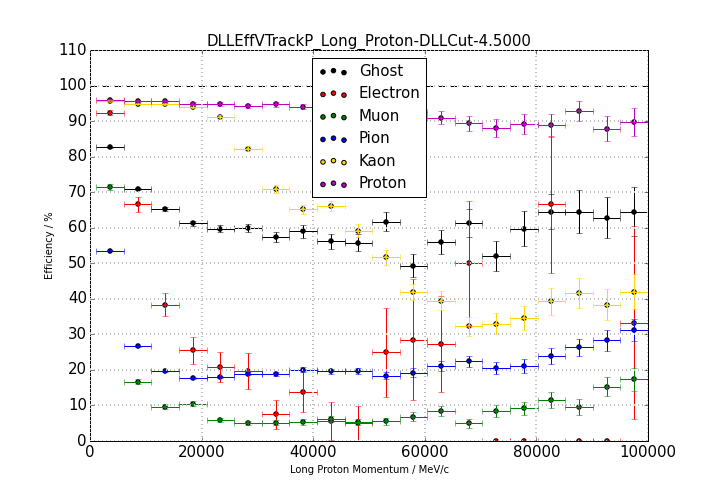 DLLEffVTrackP_Long_Proton-DLLCut-4.5000
110
100
90
80
70
60
50
40
30
20
10
0
Efficiency / %
Ghost
Electron
Muon
Pion
Kaon
Proton
0 20000 40000 60000 80000 100000
Long Proton Momentum / MeV/c